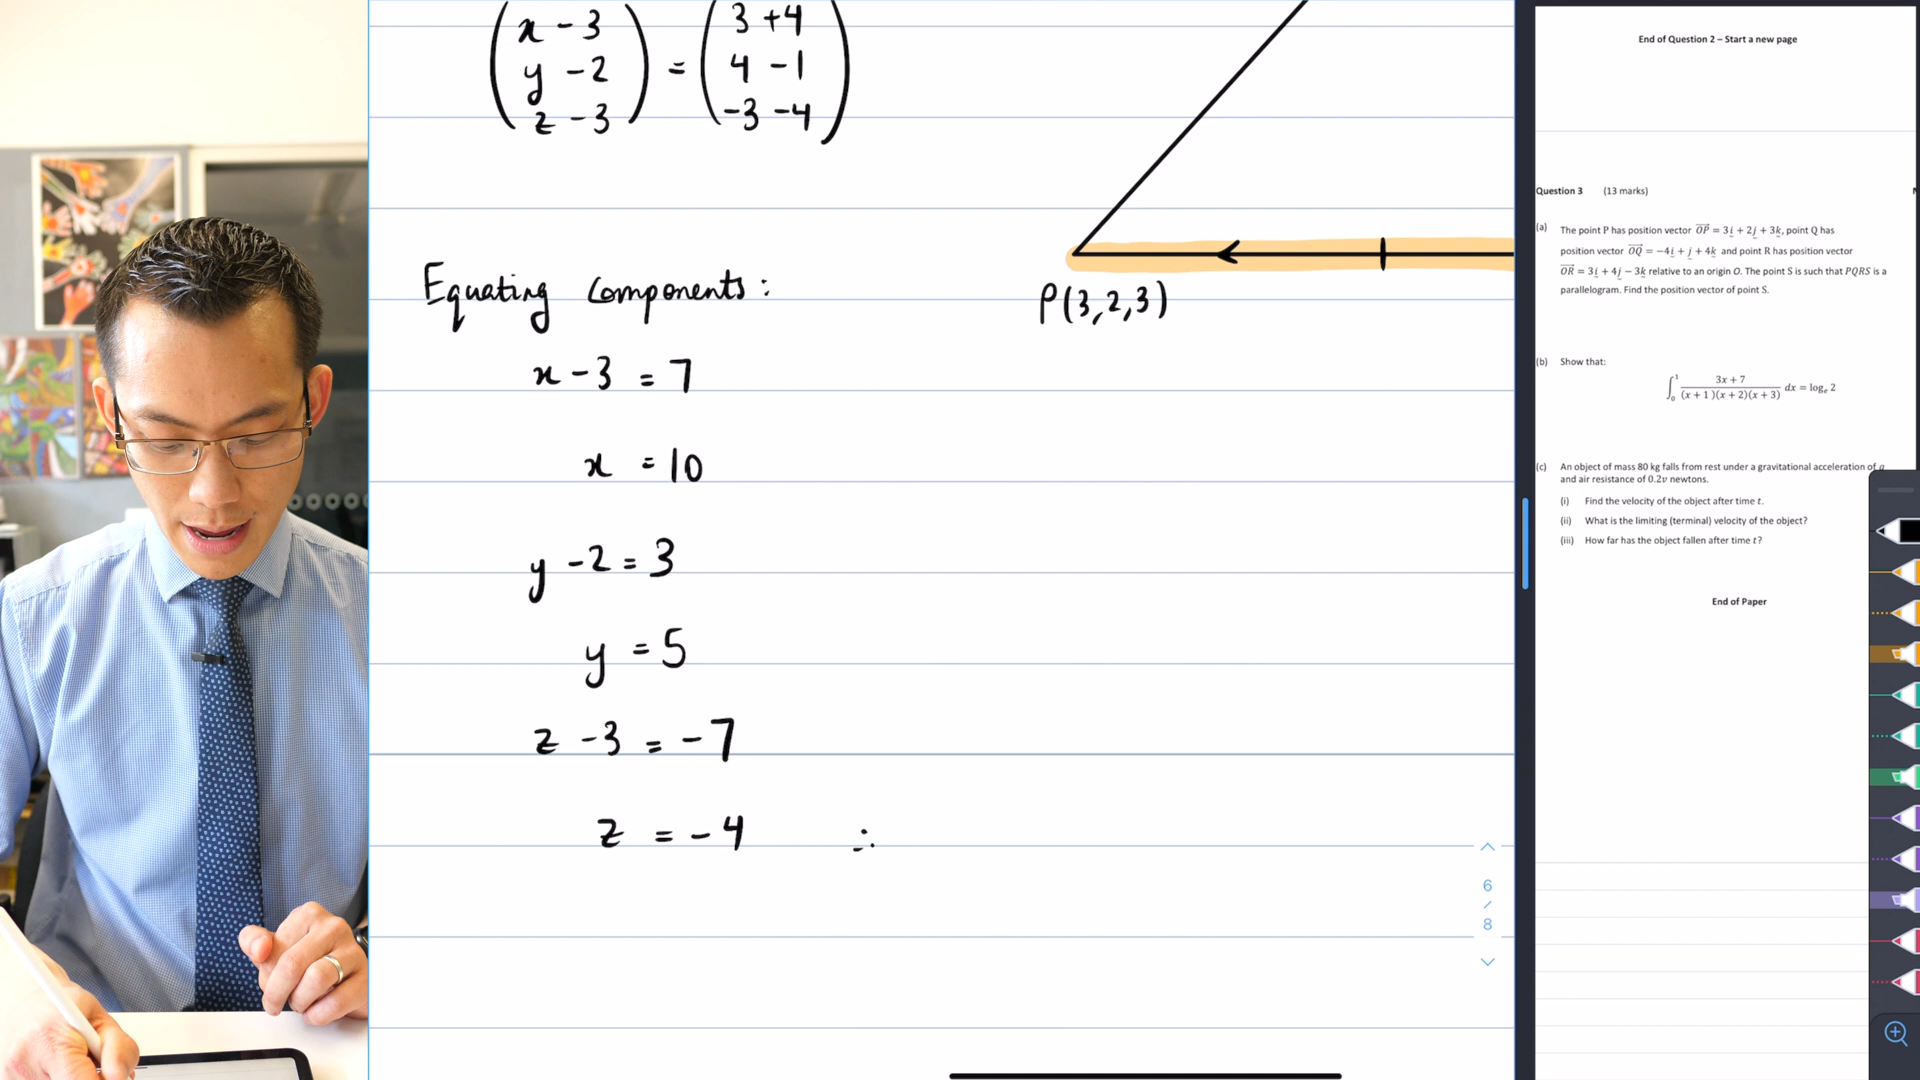 x - 3
y - 2
z - 3
=
3 + 4
4 - 1
-3 - 4
Equating components:
x - 3 = 7
x = 10
y - 2 = 3
y = 5
z - 3 = -7
z = -4 ∴
P(3,2,3)
6
/
8
End of Question 2 – Start a new page
Question 3 (13 marks)
(a) The point P has position vector OP⃗ = 3i̲ + 2j̲ + 3k̲, point Q has
position vector OQ⃗ = −4i̲ + j̲ + 4k̲ and point R has position vector
OR⃗ = 3i̲ + 4j̲ − 3k̲ relative to an origin O. The point S is such that PQRS is a
parallelogram. Find the position vector of point S.
(b) Show that:
∫₀¹ (3x + 7)/((x + 1)(x + 2)(x + 3)) dx = logₑ 2
(c) An object of mass 80 kg falls from rest under a gravitational acceleration of g
and air resistance of 0.2v newtons.
(i) Find the velocity of the object after time t.
(ii) What is the limiting (terminal) velocity of the object?
(iii) How far has the object fallen after time t?
End of Paper